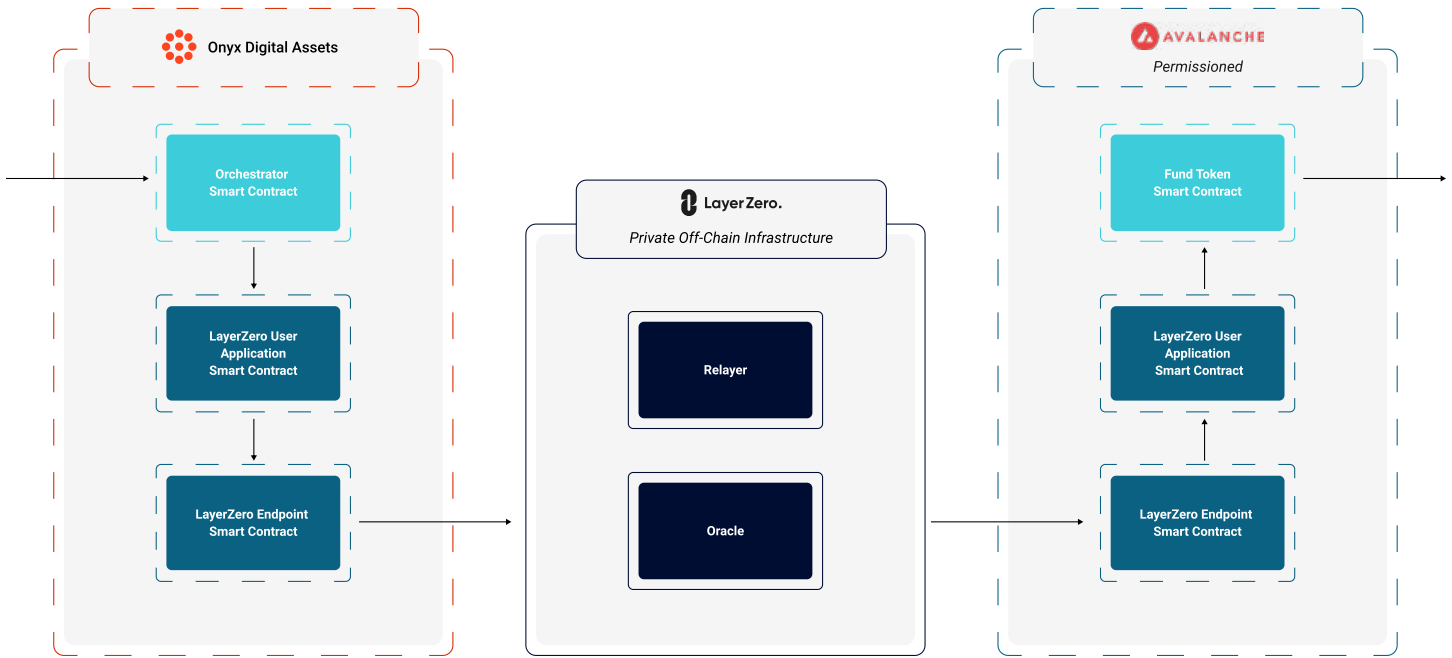 Onyx Digital Assets
Orchestrator
Smart Contract
LayerZero User
Application
Smart Contract
LayerZero Endpoint
Smart Contract
LayerZero.
Private Off-Chain Infrastructure
Relayer
Oracle
AVALANCHE
Permissioned
Fund Token
Smart Contract
LayerZero User
Application
Smart Contract
LayerZero Endpoint
Smart Contract